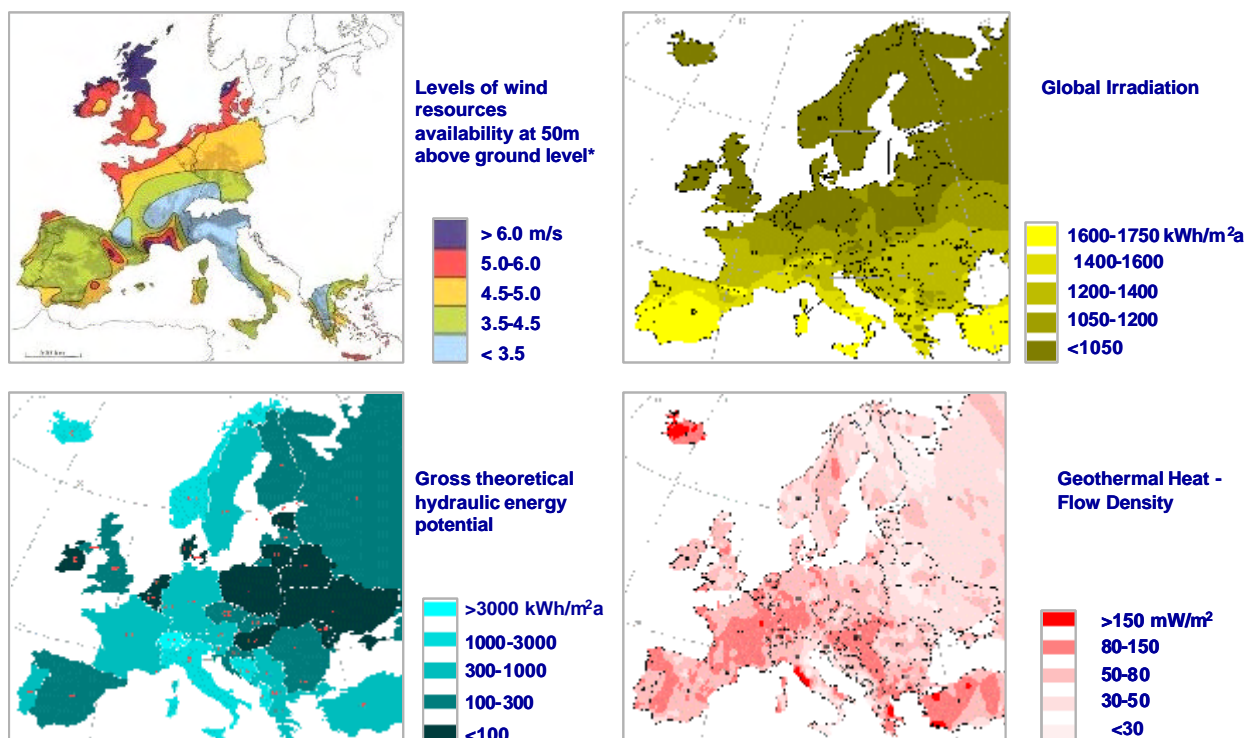 Levels of wind
resources
availability at 50m
above ground level*
> 6.0 m/s
5.0-6.0
4.5-5.0
3.5-4.5
< 3.5
Global Irradiation
1600-1750 kWh/m²a
1400-1600
1200-1400
1050-1200
<1050
Gross theoretical
hydraulic energy
potential
>3000 kWh/m²a
1000-3000
300-1000
100-300
<100
Geothermal Heat -
Flow Density
>150 mW/m²
80-150
50-80
30-50
<30